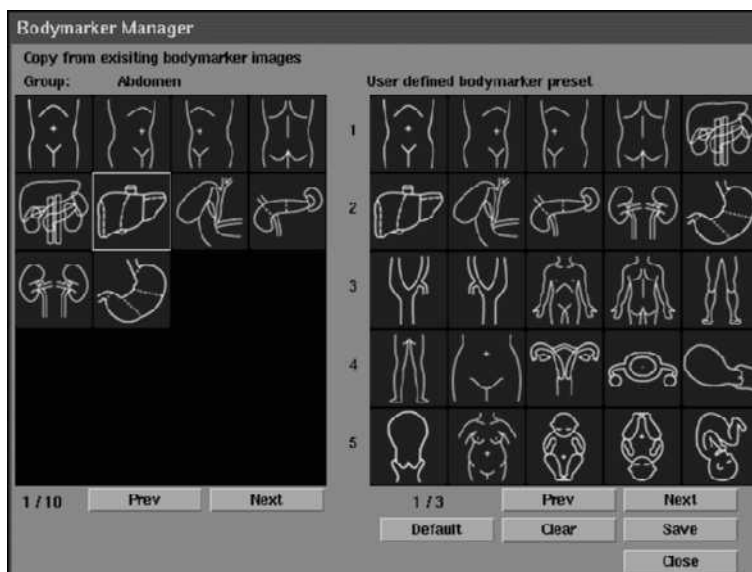 Bodymarker Manager
Copy from exisiting bodymarker images
Group: Abdomen
User defined bodymarker preset
1
2
3
4
5
1 / 10 Prev Next
1 / 3 Prev Next
Default Clear Save
Close